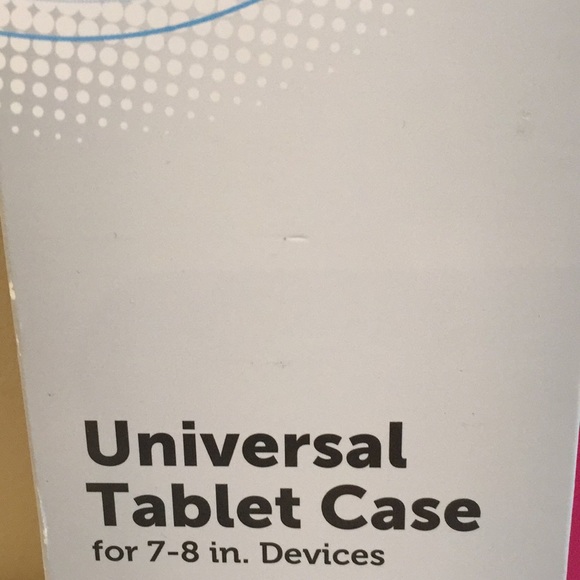 Universal
Tablet Case
for 7-8 in. Devices